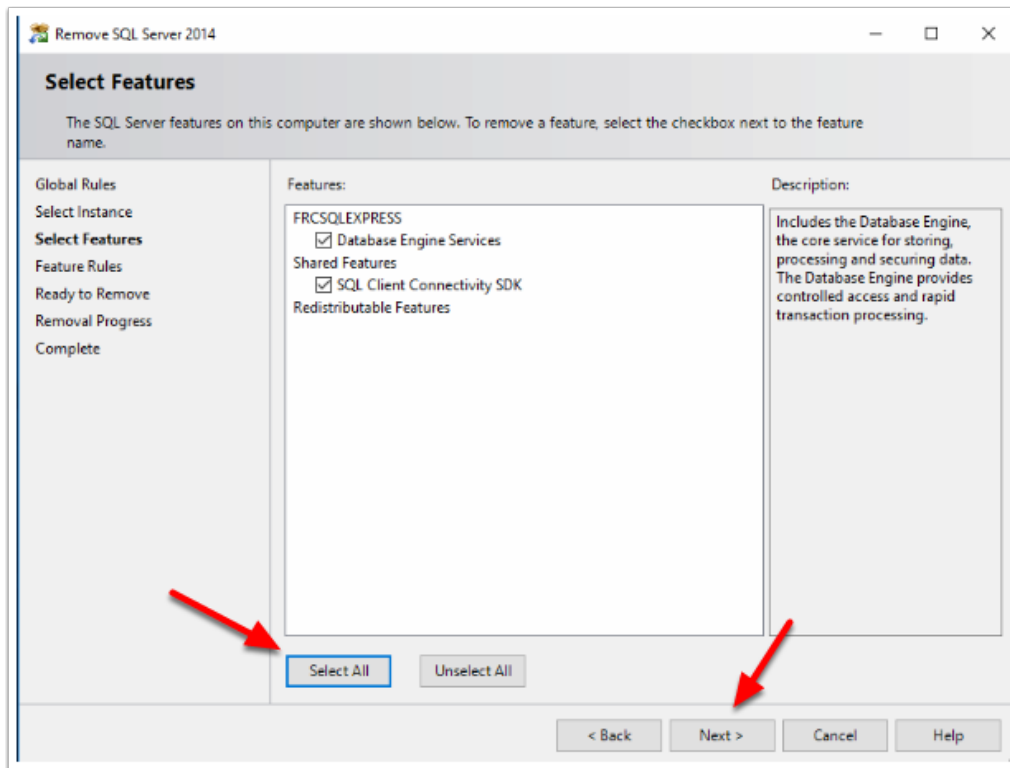 Remove SQL Server 2014
Select Features
The SQL Server features on this computer are shown below. To remove a feature, select the checkbox next to the feature
name.
Global Rules
Select Instance
Select Features
Feature Rules
Ready to Remove
Removal Progress
Complete
Features:
FRCSQLEXPRESS
Database Engine Services
Shared Features
SQL Client Connectivity SDK
Redistributable Features
Description:
Includes the Database Engine,
the core service for storing,
processing and securing data.
The Database Engine provides
controlled access and rapid
transaction processing.
Select All
Unselect All
< Back
Next >
Cancel
Help